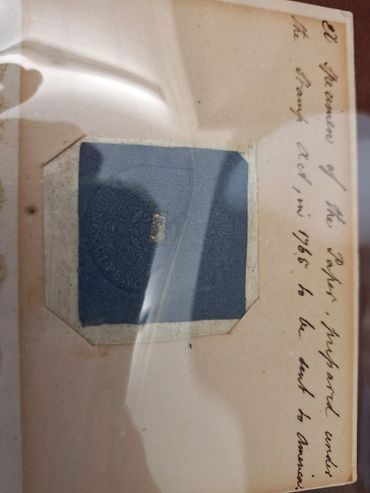 A Specimen of the Paper, prepared under
the Stamp Act, in 1765 to be sent to America.